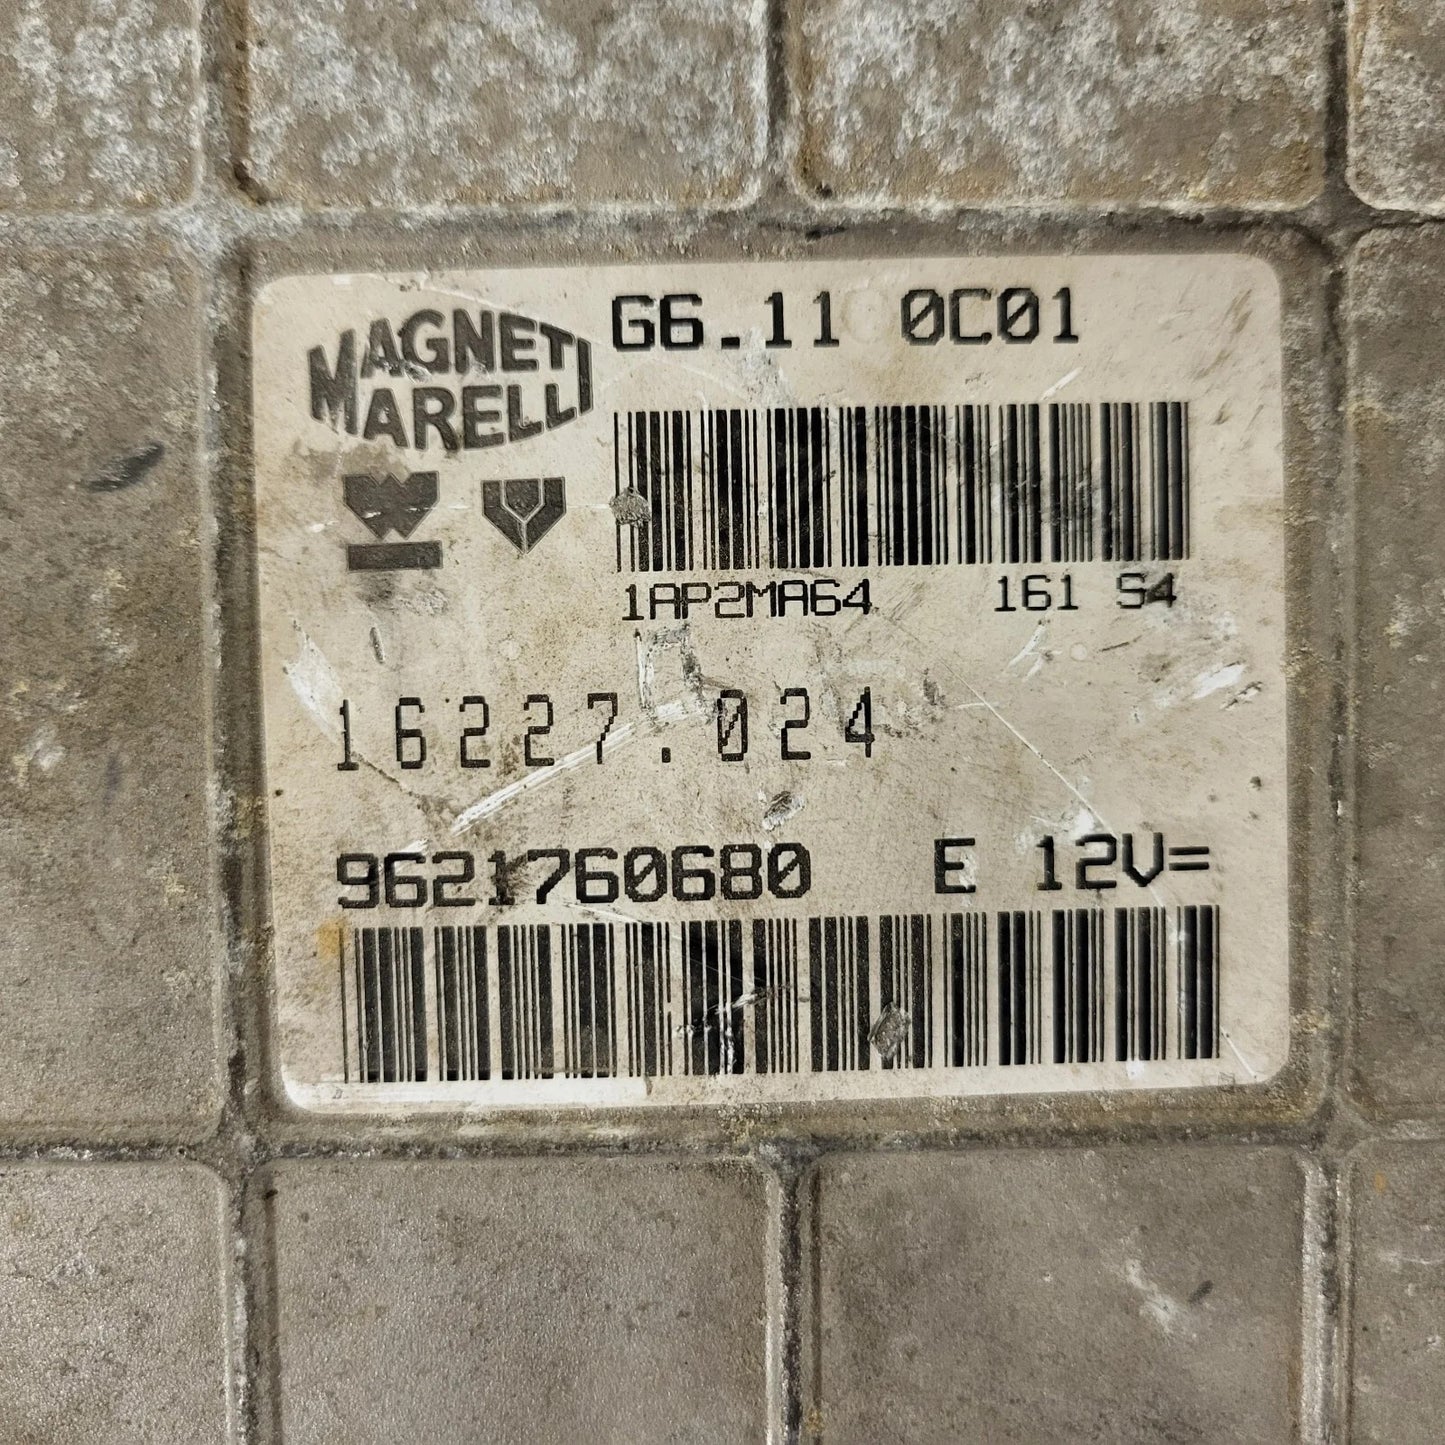 MAGNETI
MARELLI
G6.11 0C01
1AP2MA64 161 S4
16227.024
9621760680 E 12V=